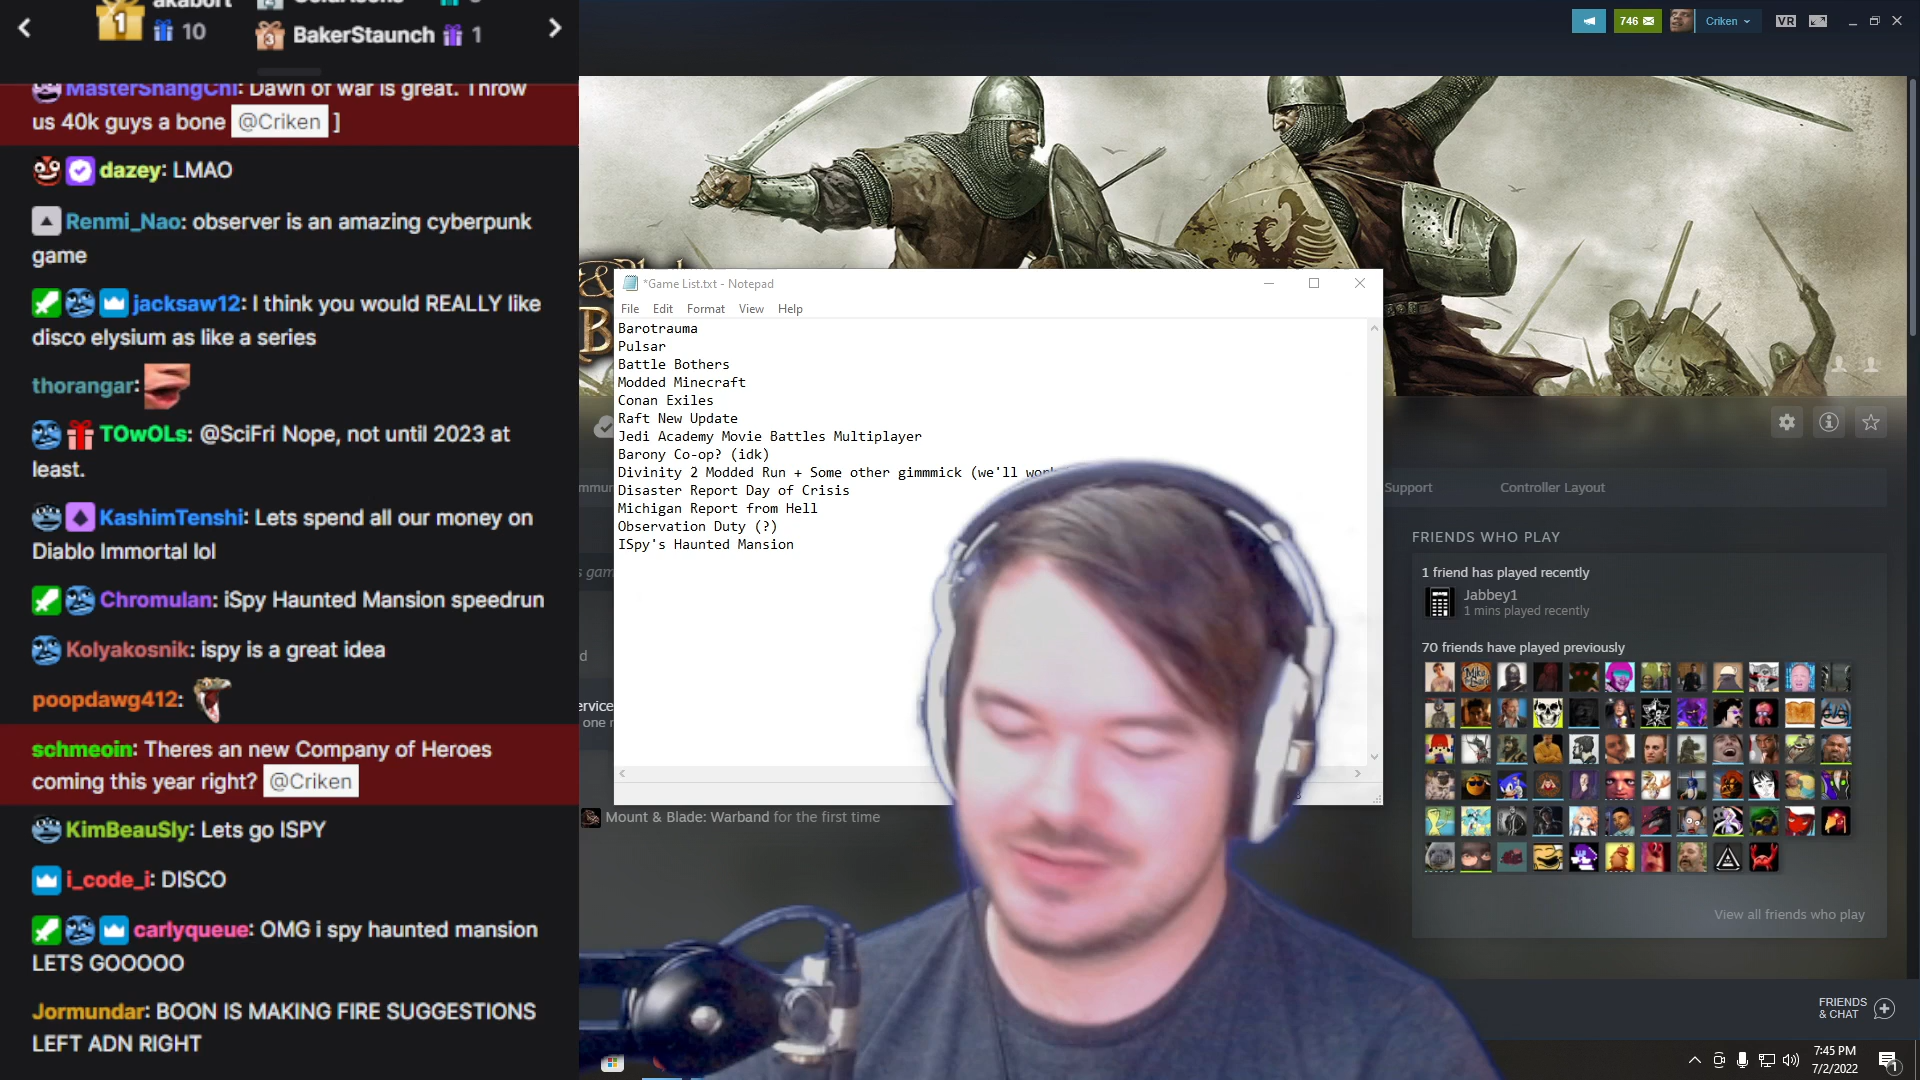 10
BakerStaunch 1
MasterShangChi: Dawn of war is great. Throw
us 40k guys a bone @Criken ]
dazey: LMAO
Renmi_Nao: observer is an amazing cyberpunk
game
jacksaw12: I think you would REALLY like
disco elysium as like a series
thorangar:
TOwOLs: @SciFri Nope, not until 2023 at
least.
KashimTenshi: Lets spend all our money on
Diablo Immortal lol
Chromulan: iSpy Haunted Mansion speedrun
Kolyakosnik: ispy is a great idea
poopdawg412:
schmeoin: Theres an new Company of Heroes
coming this year right? @Criken
KimBeauSly: Lets go ISPY
i_code_i: DISCO
carlyqueue: OMG i spy haunted mansion
LETS GOOOOO
Jormundar: BOON IS MAKING FIRE SUGGESTIONS
LEFT ADN RIGHT
746
Criken
VR
*Game List.txt - Notepad
File Edit Format View Help
Barotrauma
Pulsar
Battle Bothers
Modded Minecraft
Conan Exiles
Raft New Update
Jedi Academy Movie Battles Multiplayer
Barony Co-op? (idk)
Divinity 2 Modded Run + Some other gimmmick (we'll work
Disaster Report Day of Crisis
Michigan Report from Hell
Observation Duty (?)
ISpy's Haunted Mansion
Mount & Blade: Warband for the first time
Support
Controller Layout
FRIENDS WHO PLAY
1 friend has played recently
Jabbey1
1 mins played recently
70 friends have played previously
View all friends who play
FRIENDS
& CHAT
7:45 PM
7/2/2022
1